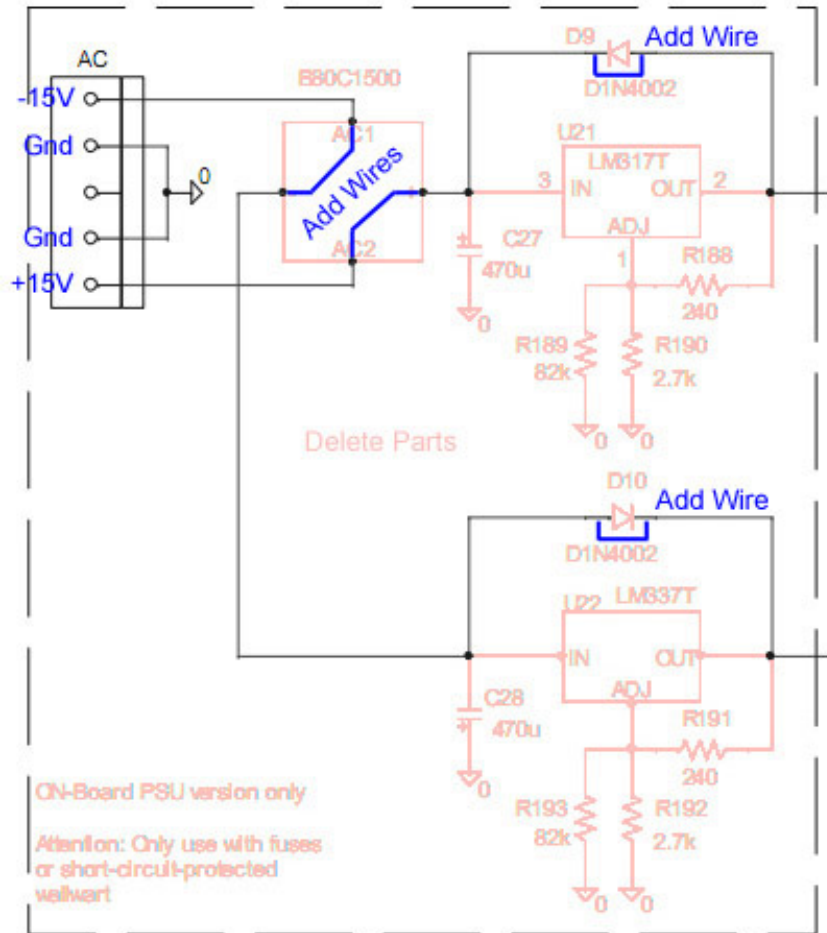 AC
-15V
Gnd
Gnd
+15V
0
B80C1500
AC1
Add Wires
AC2
D9
Add Wire
D1N4002
U21
LM317T
3
IN
OUT
2
ADJ
1
C27
470u
0
R188
240
R189
82k
R190
2.7k
0
0
Delete Parts
D10
Add Wire
D1N4002
U22
LM337T
IN
OUT
ADJ
C28
470u
0
R191
240
R193
82k
R192
2.7k
0
0
ON-Board PSU version only
Attention: Only use with fuses
or short-circuit-protected
wallwart